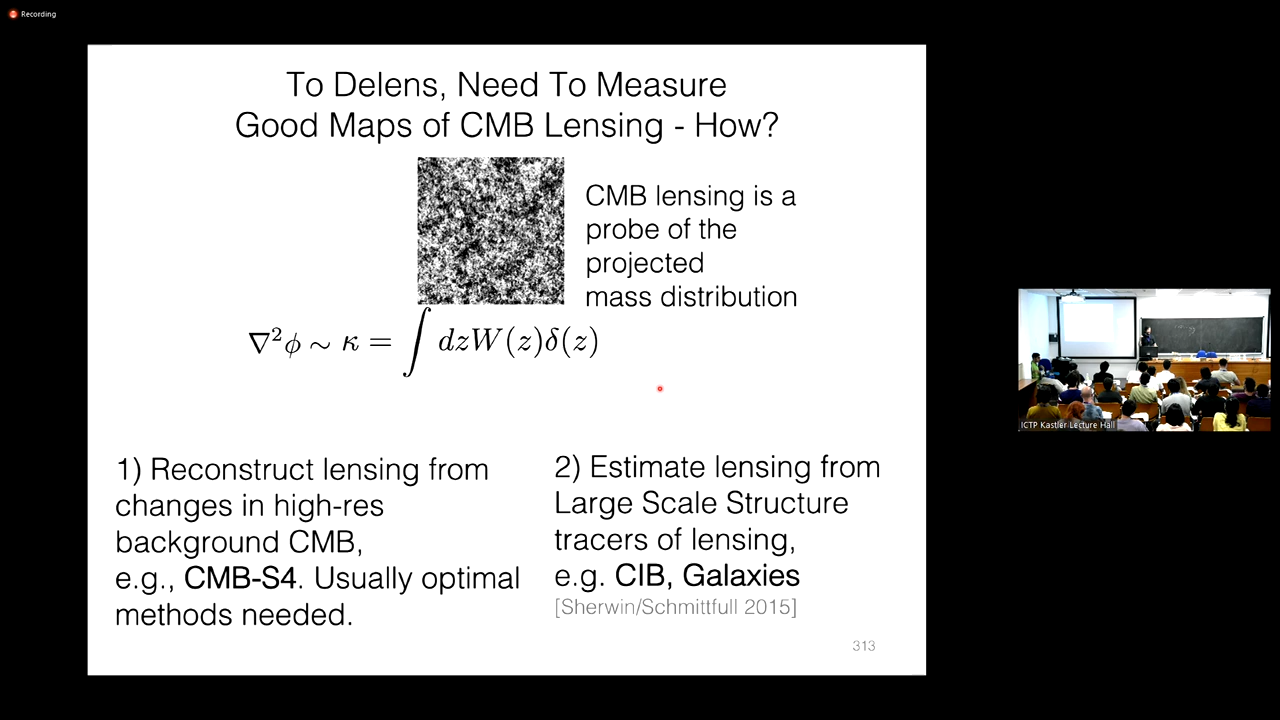 Recording
To Delens, Need To Measure
Good Maps of CMB Lensing - How?
CMB lensing is a
probe of the
projected
mass distribution
∇²ϕ ∼ κ = ∫ dzW(z)δ(z)
1) Reconstruct lensing from
changes in high-res
background CMB,
e.g., CMB-S4. Usually optimal
methods needed.
2) Estimate lensing from
Large Scale Structure
tracers of lensing,
e.g. CIB, Galaxies
[Sherwin/Schmittfull 2015]
313
ICTP Kastler Lecture Hall